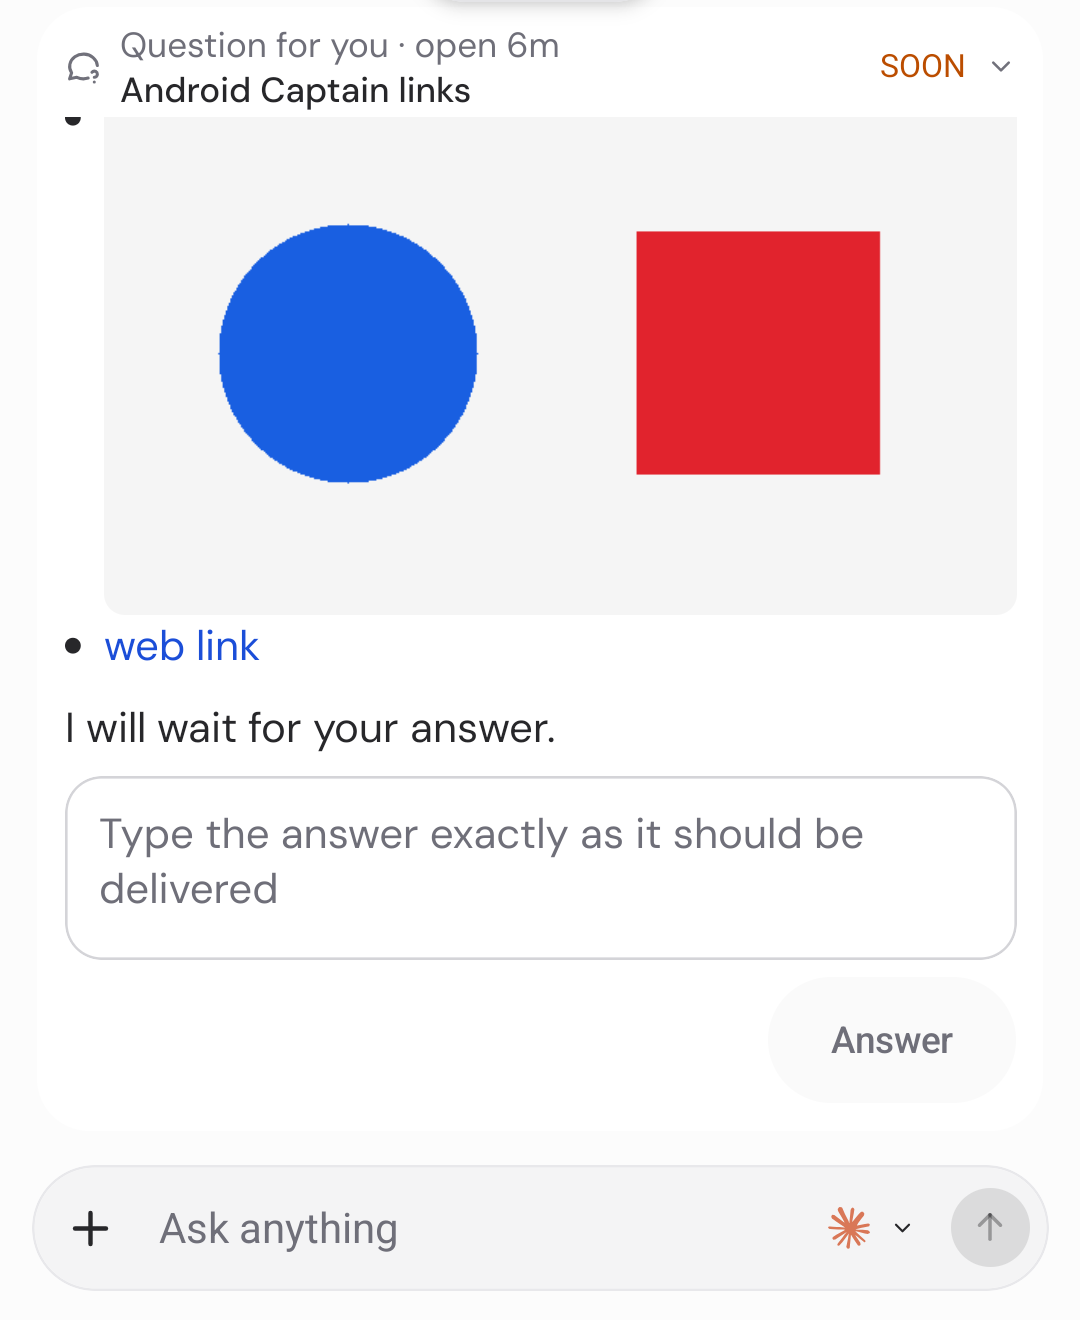 Question for you · open 6m
Android Captain links
SOON
web link
I will wait for your answer.
Type the answer exactly as it should be
delivered
Answer
Ask anything